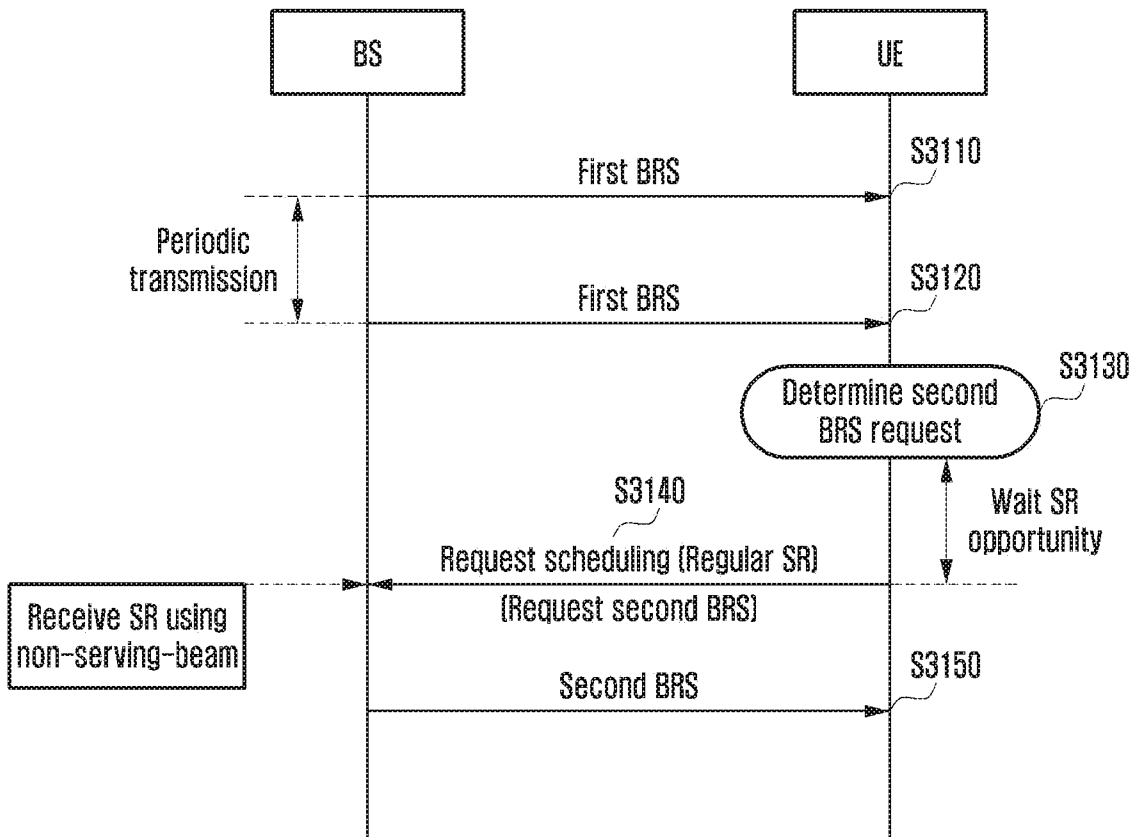 BS
UE
S3110
First BRS
Periodic
transmission
S3120
First BRS
S3130
Determine second
BRS request
S3140
Wait SR
opportunity
Request scheduling (Regular SR)
(Request second BRS)
Receive SR using
non-serving-beam
S3150
Second BRS